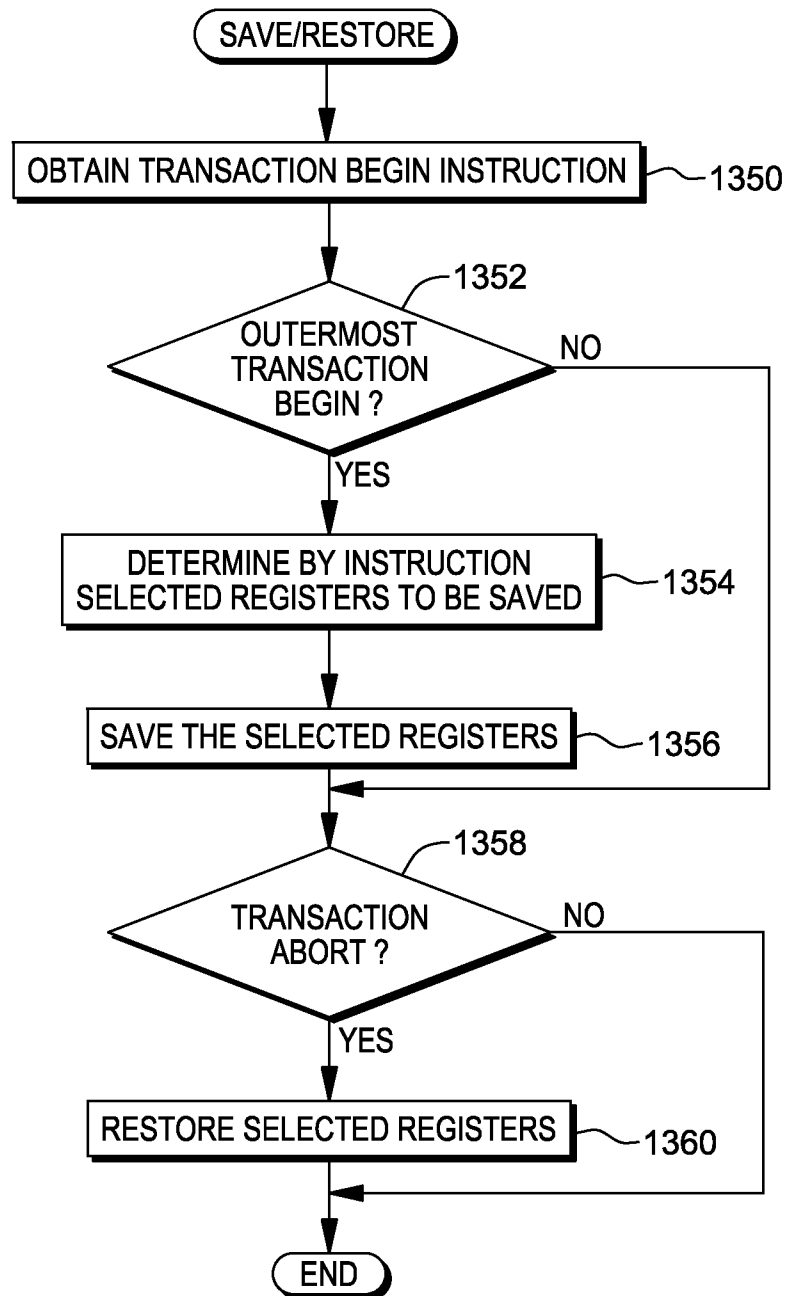 SAVE/RESTORE
OBTAIN TRANSACTION BEGIN INSTRUCTION
1350
1352
OUTERMOST
TRANSACTION
BEGIN ?
NO
YES
DETERMINE BY INSTRUCTION
SELECTED REGISTERS TO BE SAVED
1354
SAVE THE SELECTED REGISTERS
1356
1358
TRANSACTION
ABORT ?
NO
YES
RESTORE SELECTED REGISTERS
1360
END